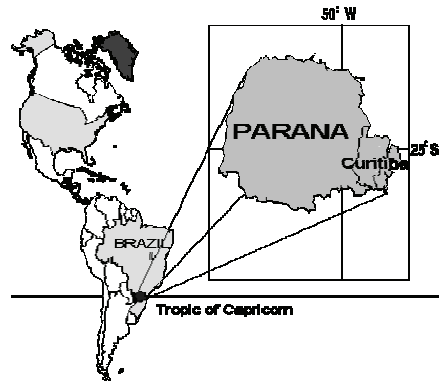 50° W
PARANA
25° S
Curitiba
BRAZIL
Tropic of Capricorn